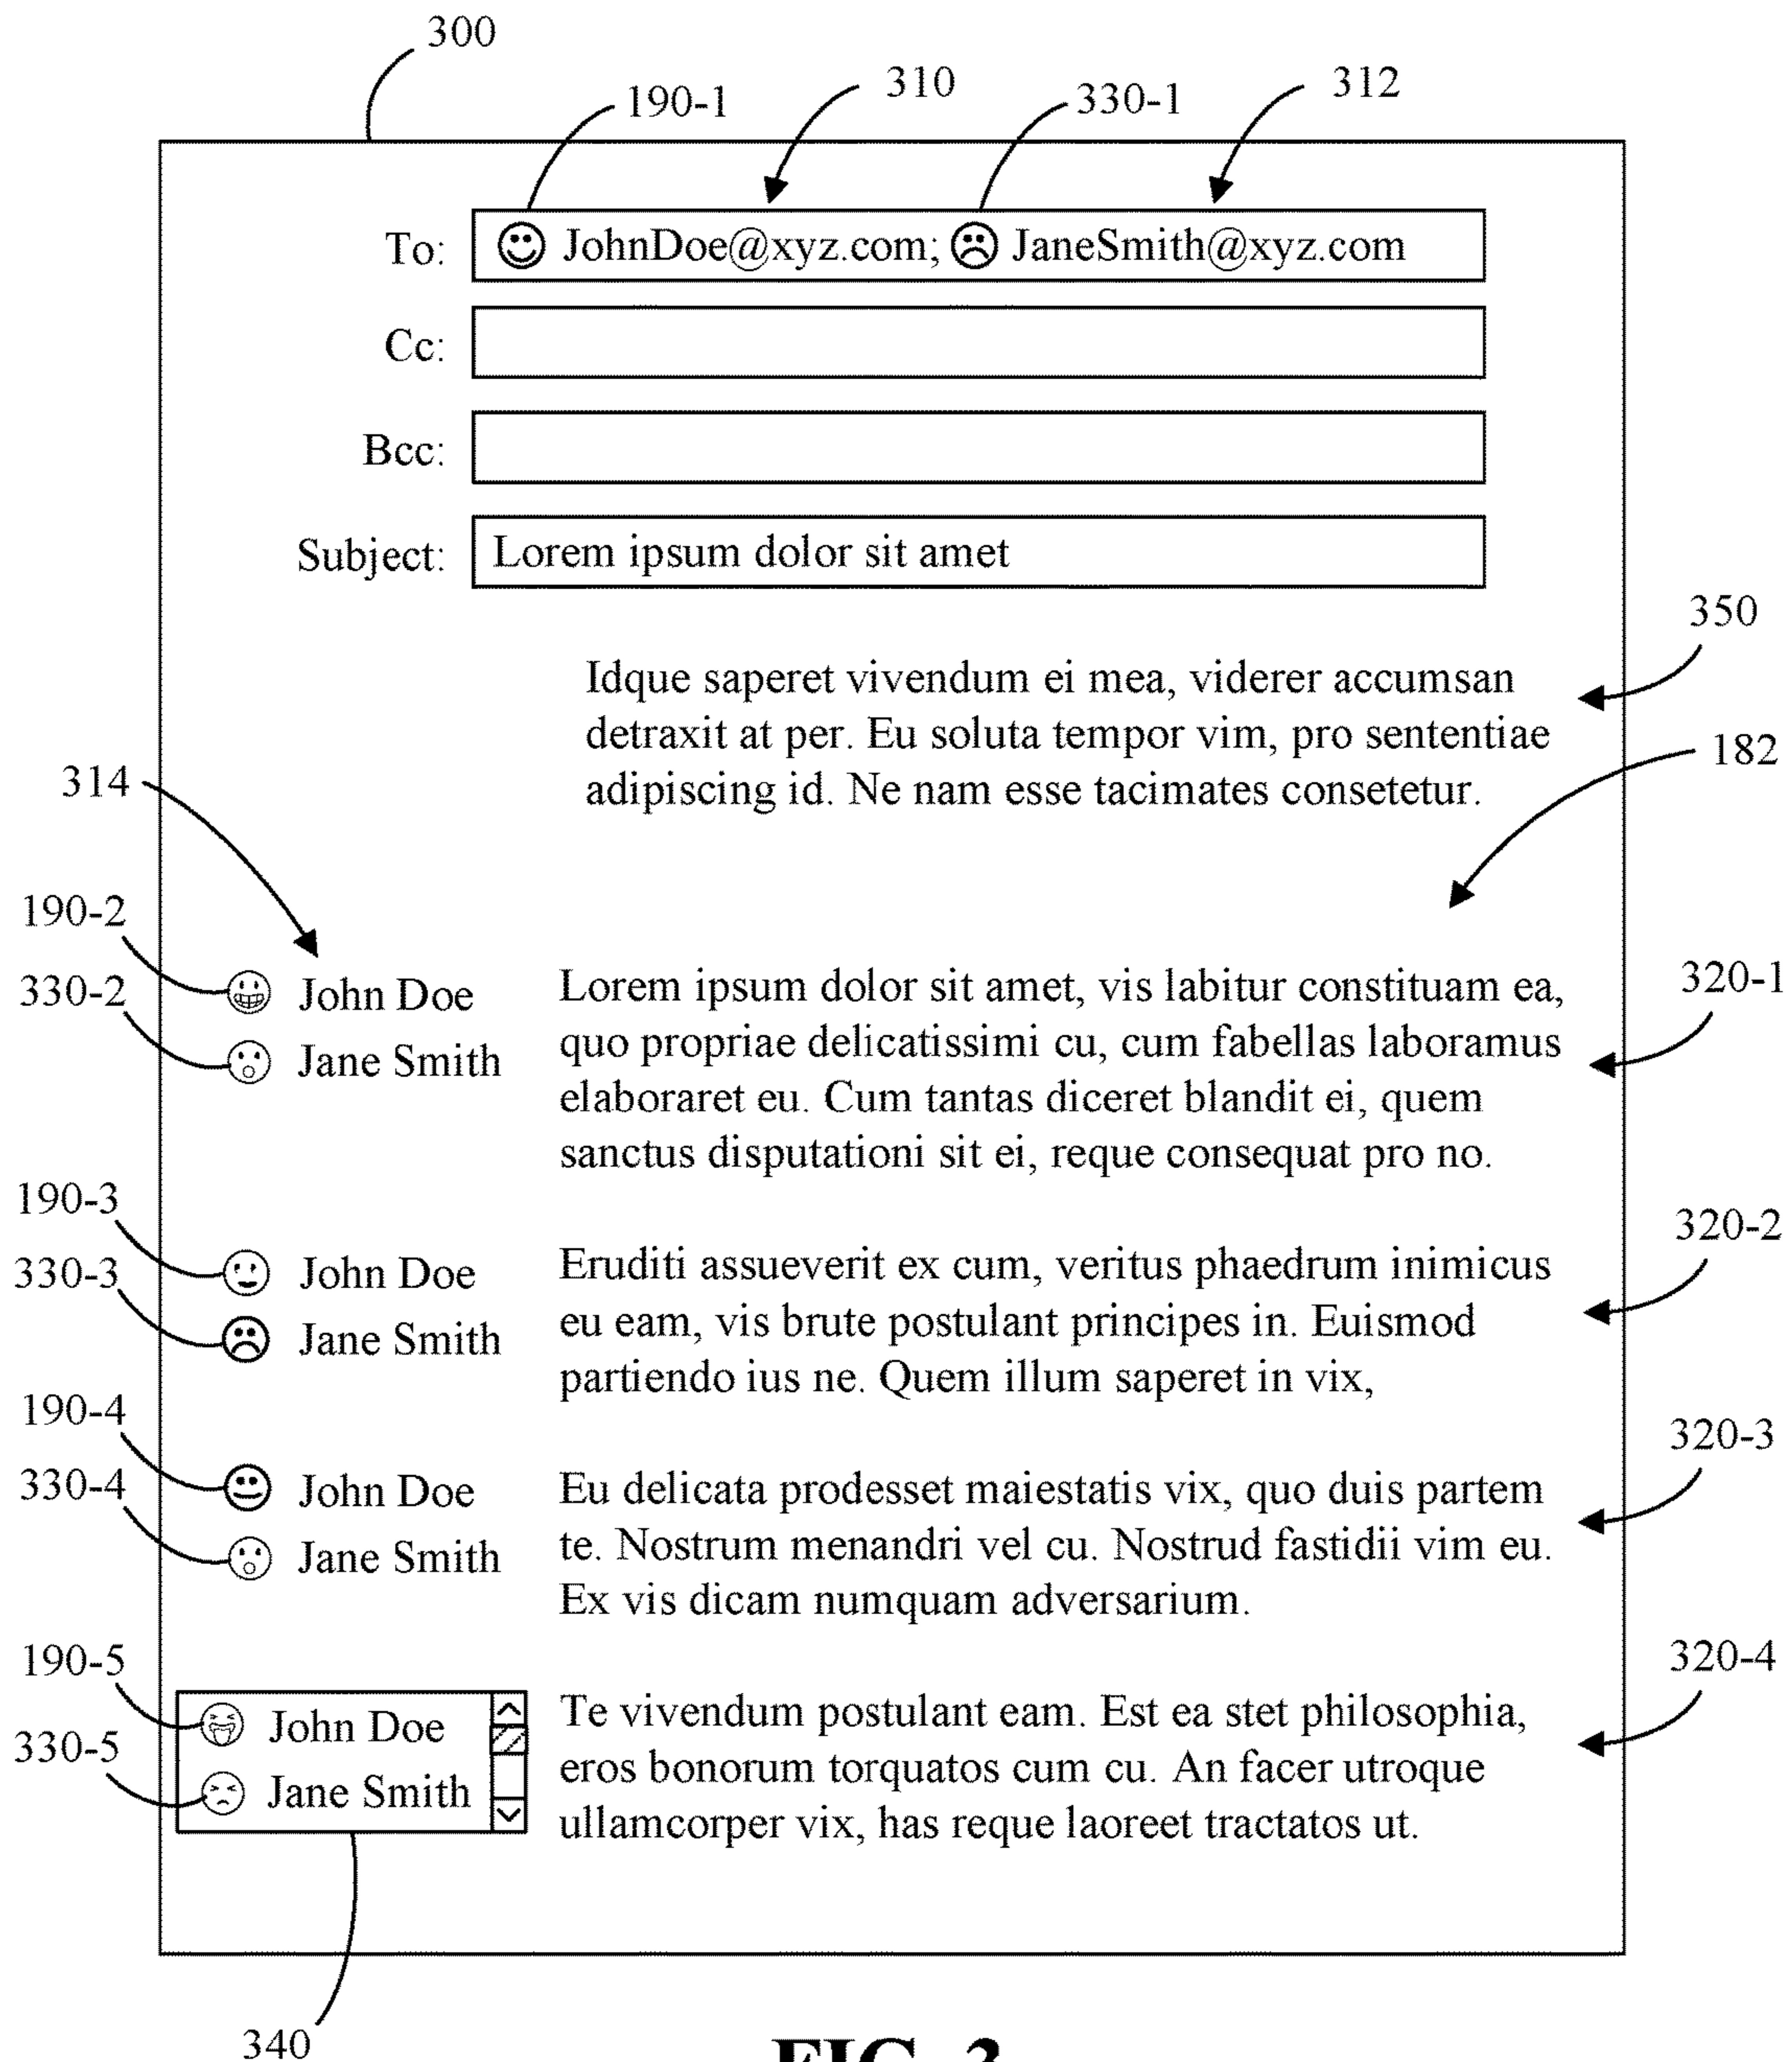 300
190-1
310
330-1
312
To: JohnDoe@xyz.com; JaneSmith@xyz.com
Cc:
Bcc:
Subject: Lorem ipsum dolor sit amet
350
Idque saperet vivendum ei mea, viderer accumsan
detraxit at per. Eu soluta tempor vim, pro sententiae
adipiscing id. Ne nam esse tacimates consetetur.
182
314
190-2
330-2
John Doe
Jane Smith
Lorem ipsum dolor sit amet, vis labitur constituam ea,
quo propriae delicatissimi cu, cum fabellas laboramus
elaboraret eu. Cum tantas diceret blandit ei, quem
sanctus disputationi sit ei, reque consequat pro no.
320-1
190-3
330-3
John Doe
Jane Smith
Eruditi assueverit ex cum, veritus phaedrum inimicus
eu eam, vis brute postulant principes in. Euismod
partiendo ius ne. Quem illum saperet in vix,
320-2
190-4
330-4
John Doe
Jane Smith
Eu delicata prodesset maiestatis vix, quo duis partem
te. Nostrum menandri vel cu. Nostrud fastidii vim eu.
Ex vis dicam numquam adversarium.
320-3
190-5
330-5
John Doe
Jane Smith
Te vivendum postulant eam. Est ea stet philosophia,
eros bonorum torquatos cum cu. An facer utroque
ullamcorper vix, has reque laoreet tractatos ut.
320-4
340
FIG. 3